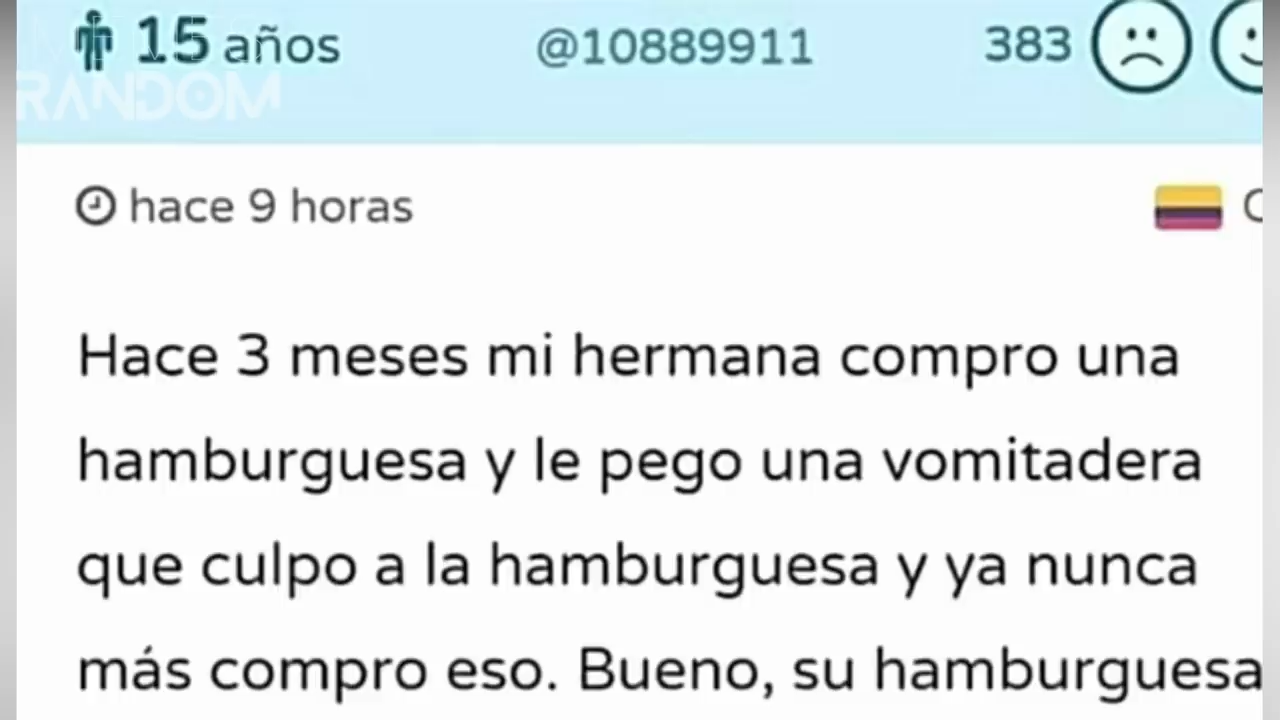 15 años @10889911 383
RANDOM
hace 9 horas
Hace 3 meses mi hermana compro una
hamburguesa y le pego una vomitadera
que culpo a la hamburguesa y ya nunca
más compro eso. Bueno, su hamburguesa